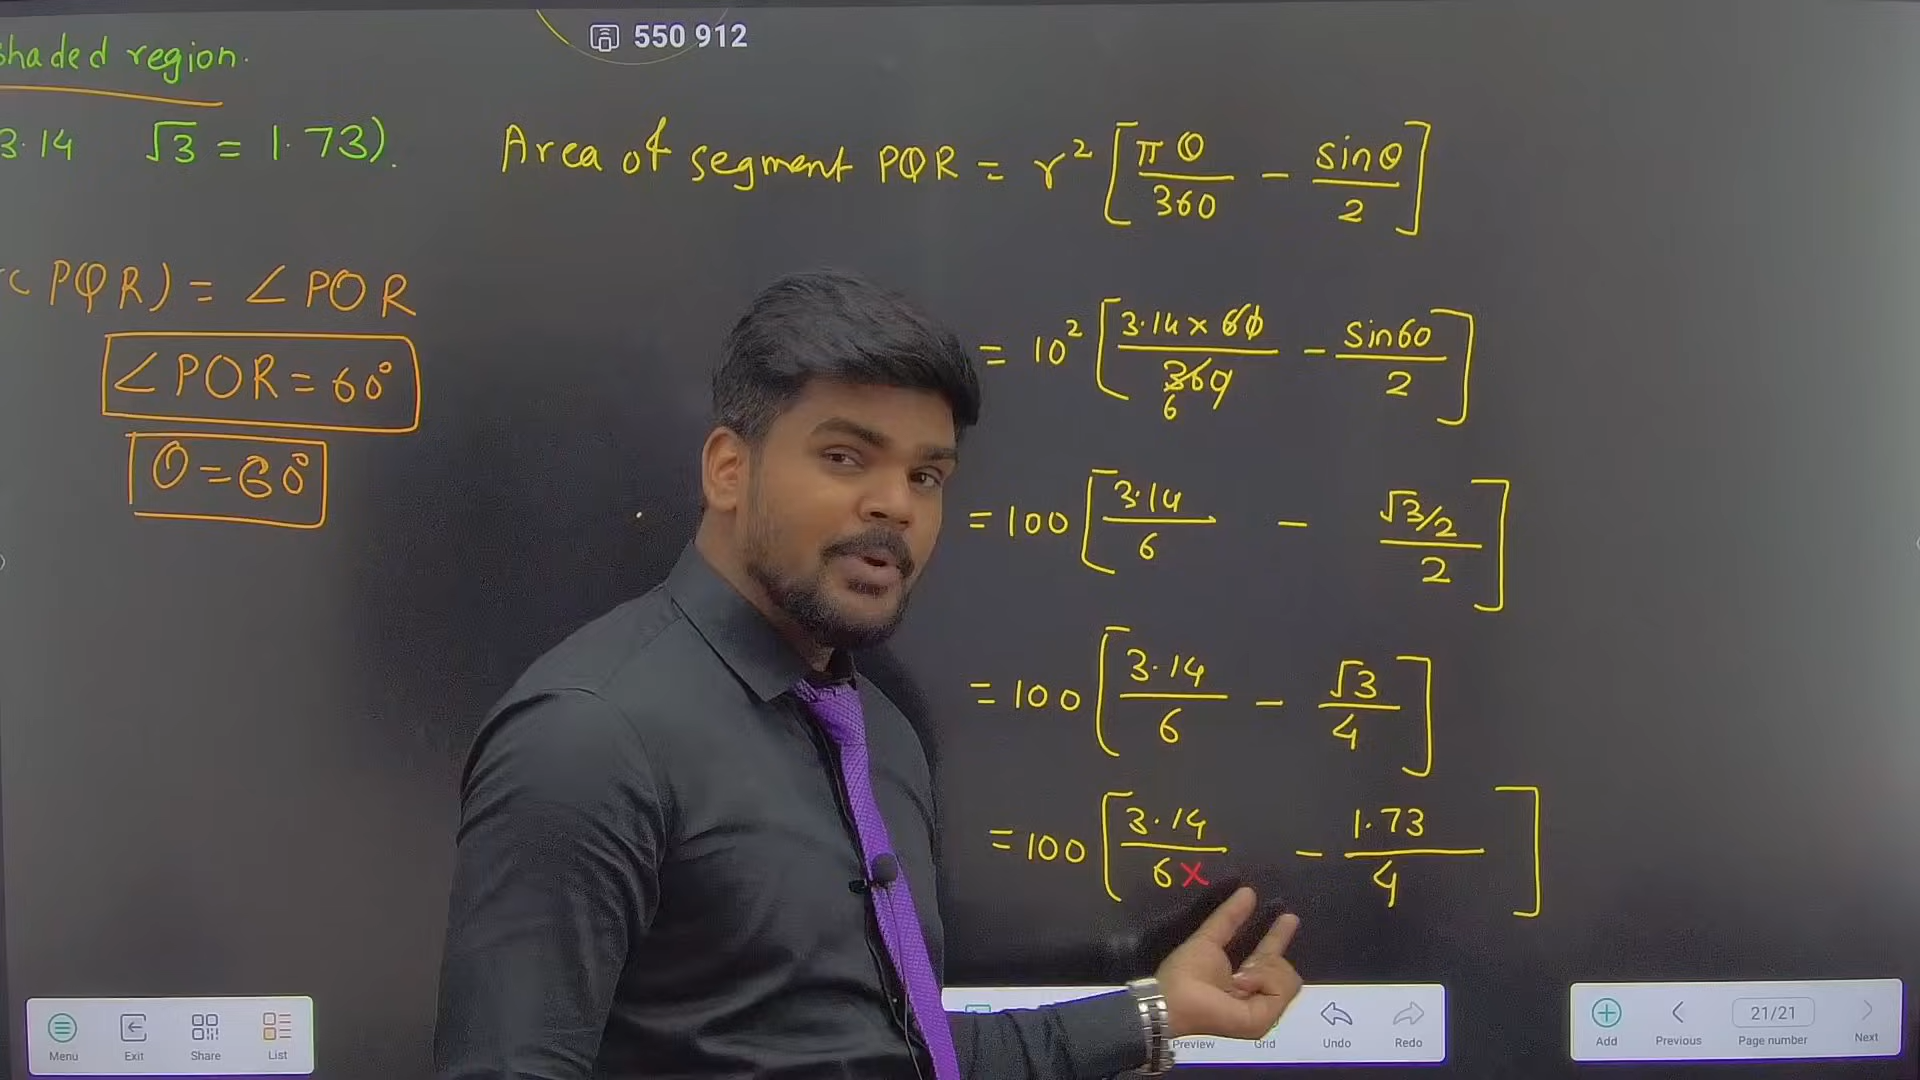 550 912
shaded region.
3.14 √3 = 1.73).
Area of segment PQR = r² [πθ/360 − sinθ/2]
PQR) = ∠POR
∠POR = 60°
θ = 60°
= 10² [3.14 × 60/360 − sin60/2]
6
= 100 [3.14/6 − √3/2/2]
= 100 [3.14/6 − √3/4]
= 100 [3.14/6× − 1.73/4]
Menu Exit Share List Preview Grid Undo Redo Add Previous 21/21 Page number Next